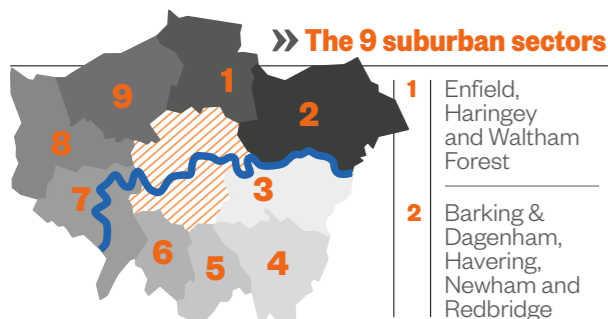 » The 9 suburban sectors
1
2
3
4
5
6
7
8
9
1 Enfield,
Haringey
and Waltham
Forest
2 Barking &
Dagenham,
Havering,
Newham and
Redbridge